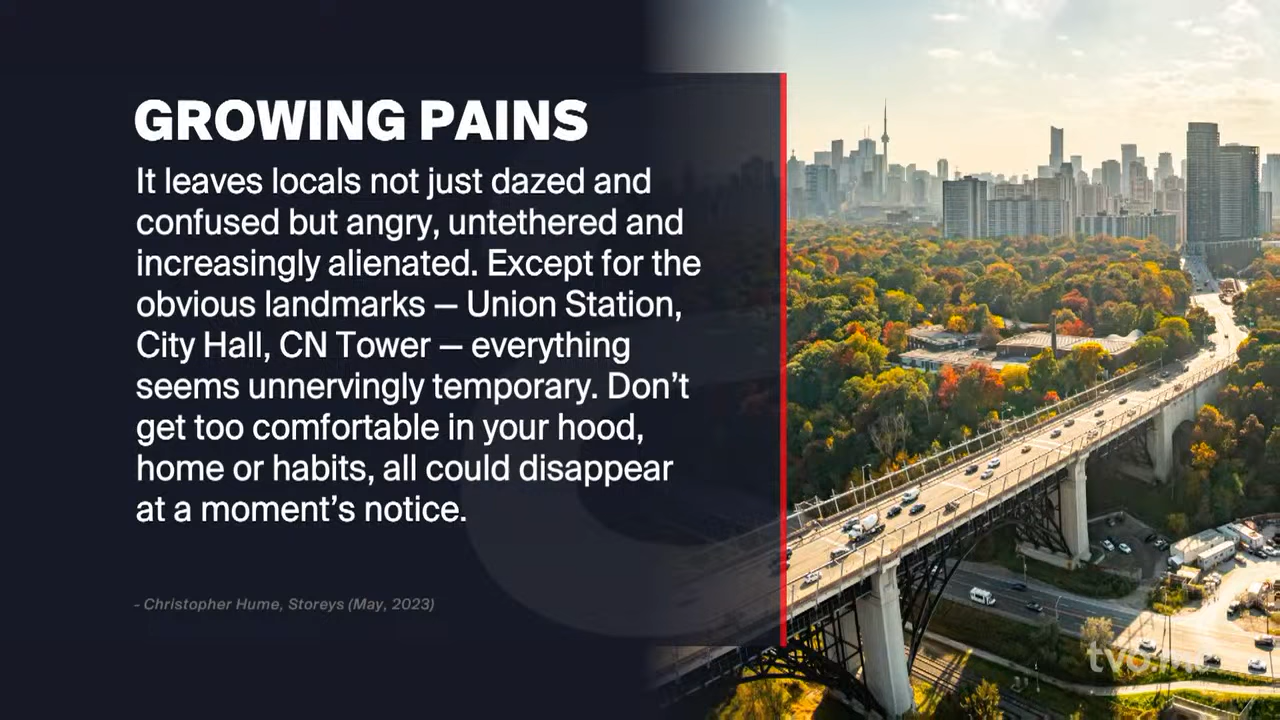 GROWING PAINS
It leaves locals not just dazed and
confused but angry, untethered and
increasingly alienated. Except for the
obvious landmarks — Union Station,
City Hall, CN Tower — everything
seems unnervingly temporary. Don’t
get too comfortable in your hood,
home or habits, all could disappear
at a moment’s notice.
- Christopher Hume, Storeys (May, 2023)